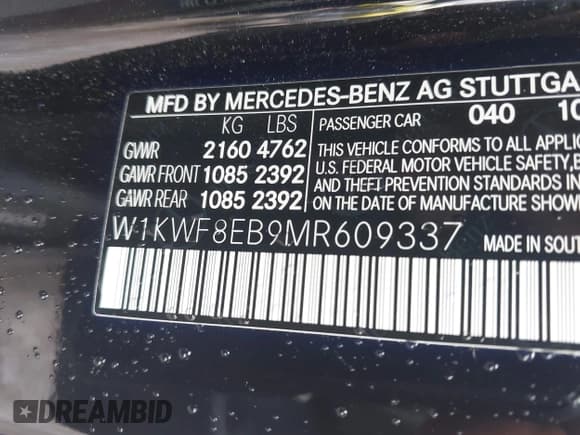 MFD BY MERCEDES-BENZ AG STUTTGA
KG LBS PASSENGER CAR 040 10
GVWR 2160 4762
GAWR FRONT 1085 2392
GAWR REAR 1085 2392
THIS VEHICLE CONFORMS TO ALL APPLIC
U.S. FEDERAL MOTOR VEHICLE SAFETY, B
AND THEFT PREVENTION STANDARDS IN
ON THE DATE OF MANUFACTURE SHOW
W1KWF8EB9MR609337 MADE IN SOUT
DREAMBID